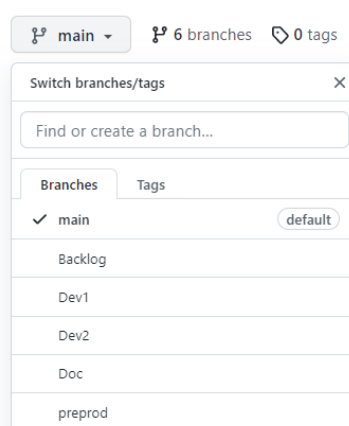 main 6 branches 0 tags
Switch branches/tags
Find or create a branch...
Branches Tags
main default
Backlog
Dev1
Dev2
Doc
preprod